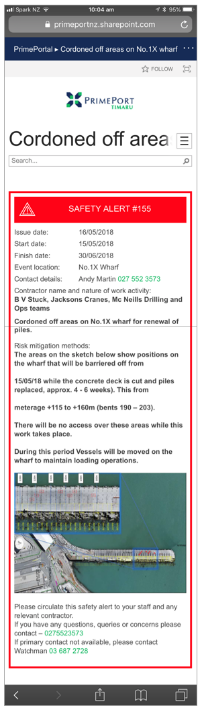 Spark NZ 10:04 am 95%
primeportnz.sharepoint.com
PrimePortal ▸ Cordoned off areas on No.1X wharf ...
FOLLOW
PRIMEPORT
TIMARU
Cordoned off area
Search...
SAFETY ALERT #155
Issue date: 16/05/2018
Start date: 15/05/2018
Finish date: 30/06/2018
Event location: No.1X Wharf
Contact details: Andy Martin 027 552 3573
Contractor name and nature of work activity:
B V Stuck, Jacksons Cranes, Mc Neills Drilling and
Ops teams
Cordoned off areas on No.1X wharf for renewal of
piles.
Risk mitigation methods:
The areas on the sketch below show positions on
the wharf that will be barriered off from
15/05/18 while the concrete deck is cut and piles
replaced, approx. 4 - 6 weeks). This from
meterage +115 to +160m (bents 190 – 203).
There will be no access over these areas while this
work takes place.
During this period Vessels will be moved on the
wharf to maintain loading operations.
Please circulate this safety alert to your staff and any
relevant contractor.
If you have any questions, queries or concerns please
contact – 0275523573
If primary contact not available, please contact
Watchman 03 687 2728